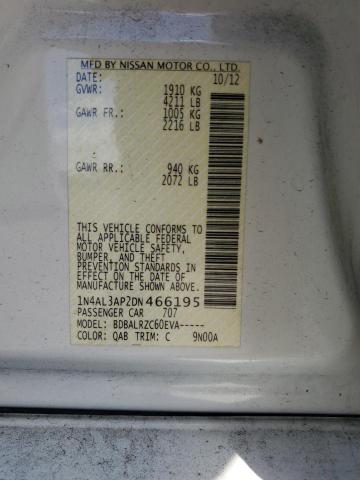 MFD BY NISSAN MOTOR CO., LTD.
DATE: 10/12
GVWR: 1910 KG
4211 LB
GAWR FR.: 1005 KG
2216 LB
GAWR RR.: 940 KG
2072 LB
THIS VEHICLE CONFORMS TO
ALL APPLICABLE FEDERAL
MOTOR VEHICLE SAFETY,
BUMPER, AND THEFT
PREVENTION STANDARDS IN
EFFECT ON THE DATE OF
MANUFACTURE SHOWN ABOVE.
1N4AL3AP2DN466195
PASSENGER CAR 707
MODEL: BDBALRZC60EVA-----
COLOR: QAB TRIM: C 9N00A